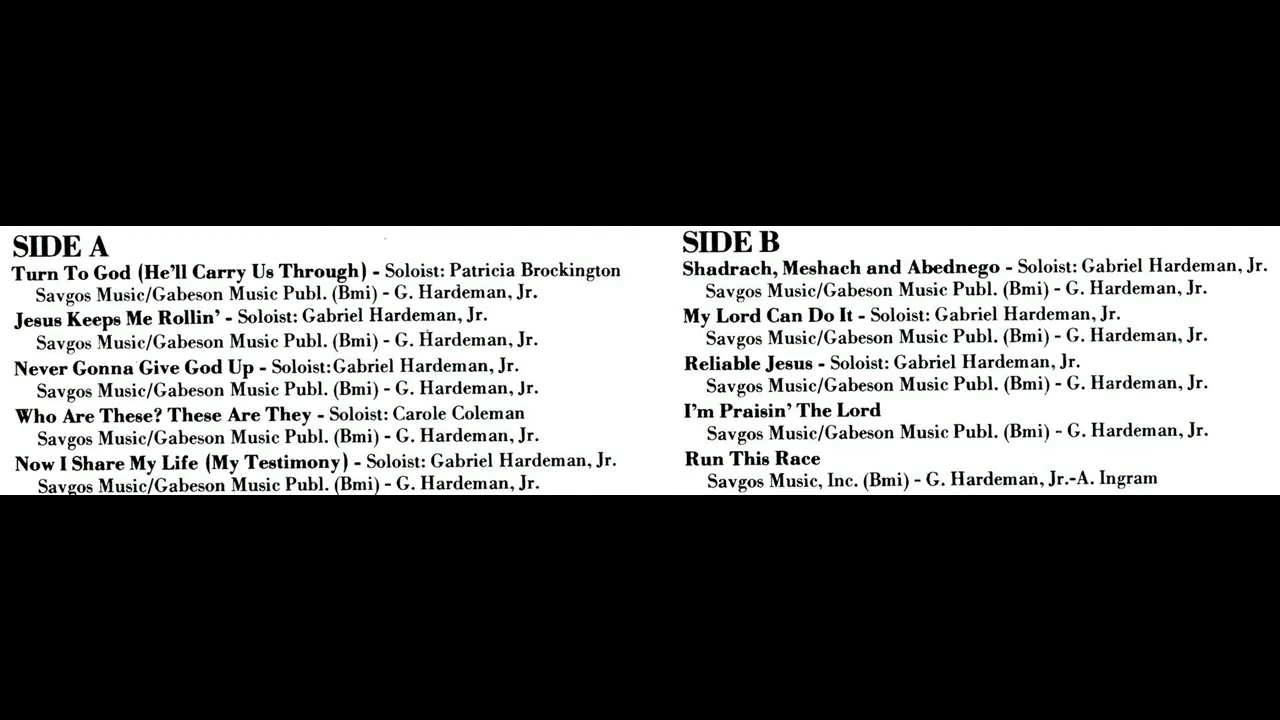 SIDE A
Turn To God (He'll Carry Us Through) - Soloist: Patricia Brockington
Savgos Music/Gabeson Music Publ. (Bmi) - G. Hardeman, Jr.
Jesus Keeps Me Rollin' - Soloist: Gabriel Hardeman, Jr.
Savgos Music/Gabeson Music Publ. (Bmi) - G. Hardeman, Jr.
Never Gonna Give God Up - Soloist:Gabriel Hardeman, Jr.
Savgos Music/Gabeson Music Publ. (Bmi) - G. Hardeman, Jr.
Who Are These? These Are They - Soloist: Carole Coleman
Savgos Music/Gabeson Music Publ. (Bmi) - G. Hardeman, Jr.
Now I Share My Life (My Testimony) - Soloist: Gabriel Hardeman, Jr.
Savgos Music/Gabeson Music Publ. (Bmi) - G. Hardeman, Jr.
SIDE B
Shadrach, Meshach and Abednego - Soloist: Gabriel Hardeman, Jr.
Savgos Music/Gabeson Music Publ. (Bmi) - G. Hardeman, Jr.
My Lord Can Do It - Soloist: Gabriel Hardeman, Jr.
Savgos Music/Gabeson Music Publ. (Bmi) - G. Hardeman, Jr.
Reliable Jesus - Soloist: Gabriel Hardeman, Jr.
Savgos Music/Gabeson Music Publ. (Bmi) - G. Hardeman, Jr.
I'm Praisin' The Lord
Savgos Music/Gabeson Music Publ. (Bmi) - G. Hardeman, Jr.
Run This Race
Savgos Music, Inc. (Bmi) - G. Hardeman, Jr.-A. Ingram